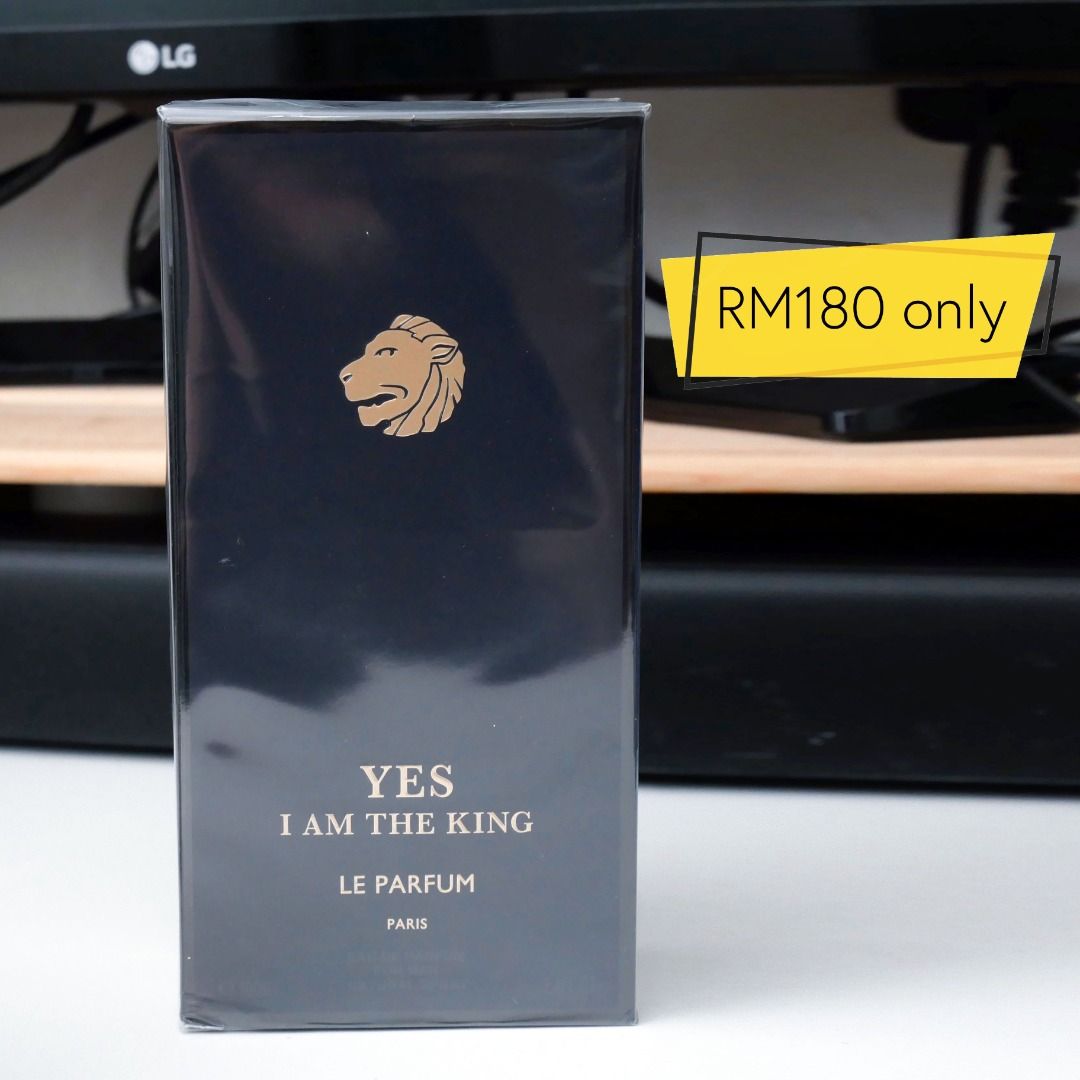 LG
RM180 only
YES
I AM THE KING
LE PARFUM
PARIS